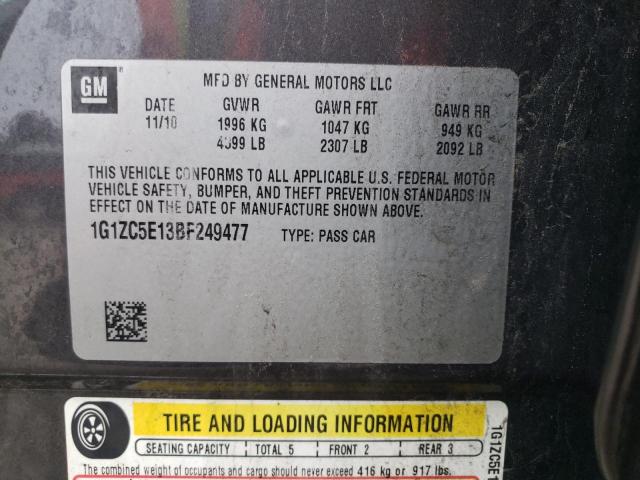 GM
MFD BY GENERAL MOTORS LLC
DATE GVWR GAWR FRT GAWR RR
11/10 1996 KG 1047 KG 949 KG
4399 LB 2307 LB 2092 LB
THIS VEHICLE CONFORMS TO ALL APPLICABLE U.S. FEDERAL MOTOR
VEHICLE SAFETY, BUMPER, AND THEFT PREVENTION STANDARDS IN
EFFECT ON THE DATE OF MANUFACTURE SHOWN ABOVE.
1G1ZC5E13BF249477 TYPE: PASS CAR
TIRE AND LOADING INFORMATION
SEATING CAPACITY TOTAL 5 FRONT 2 REAR 3
The combined weight of occupants and cargo should never exceed 416 kg or 917 lbs.
1G1ZC5E1